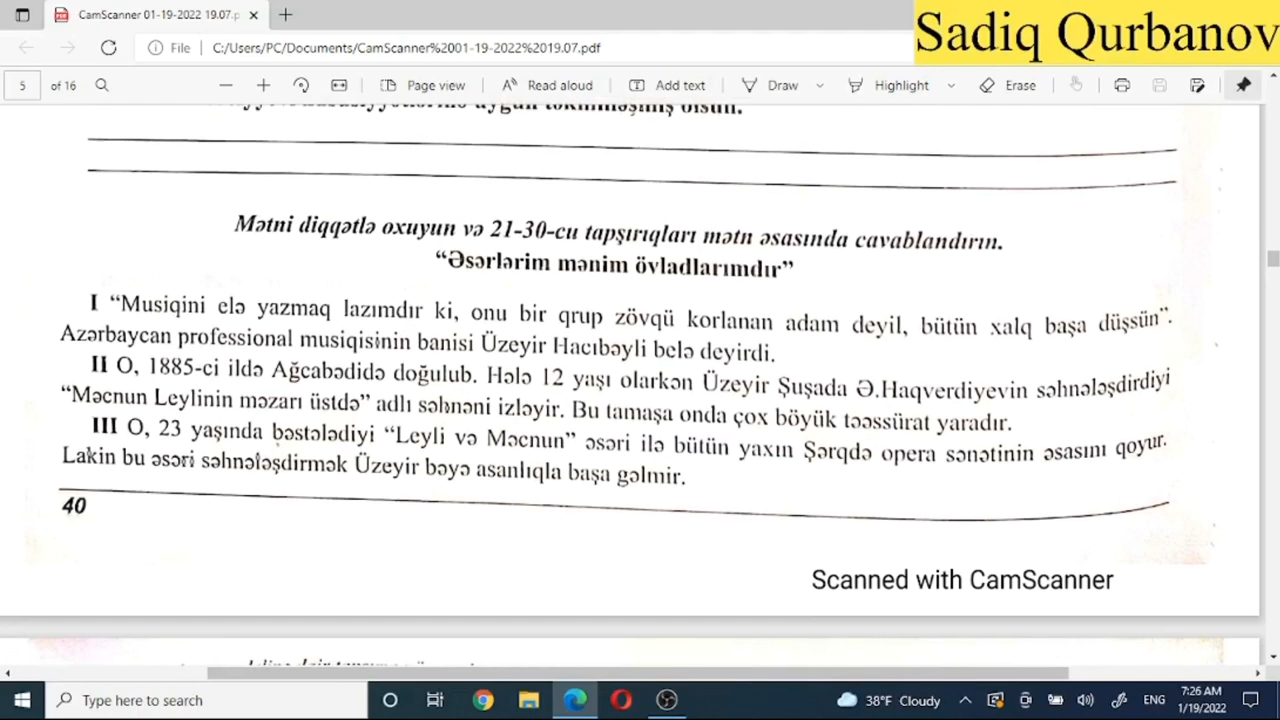 CamScanner 01-19-2022 19.07.p
Sadiq Qurbanov
File C:/Users/PC/Documents/CamScanner%2001-19-2022%2019.07.pdf
5 of 16 Page view Read aloud Add text Draw Highlight Erase
uyğun təkmilləşmiş olsun.
Mətni diqqətlə oxuyun və 21-30-cu tapşırıqları mətn əsasında cavablandırın.
“Əsərlərim mənim övladlarımdır”
I “Musiqini elə yazmaq lazımdır ki, onu bir qrup zövqü korlanan adam deyil, bütün xalq başa düşsün”.
Azərbaycan professional musiqisinin banisi Üzeyir Hacıbəyli belə deyirdi.
II O, 1885-ci ildə Ağcabədidə doğulub. Hələ 12 yaşı olarkən Üzeyir Şuşada Ə.Haqverdiyevin səhnələşdirdiyi
“Məcnun Leylinin məzarı üstdə” adlı səhnəni izləyir. Bu tamaşa onda çox böyük təəssürat yaradır.
III O, 23 yaşında bəstələdiyi “Leyli və Məcnun” əsəri ilə bütün yaxın Şərqdə opera sənətinin əsasını qoyur.
Lakin bu əsəri səhnələşdirmək Üzeyir bəyə asanlıqla başa gəlmir.
40
Scanned with CamScanner
Type here to search
38°F Cloudy
ENG
7:26 AM
1/19/2022